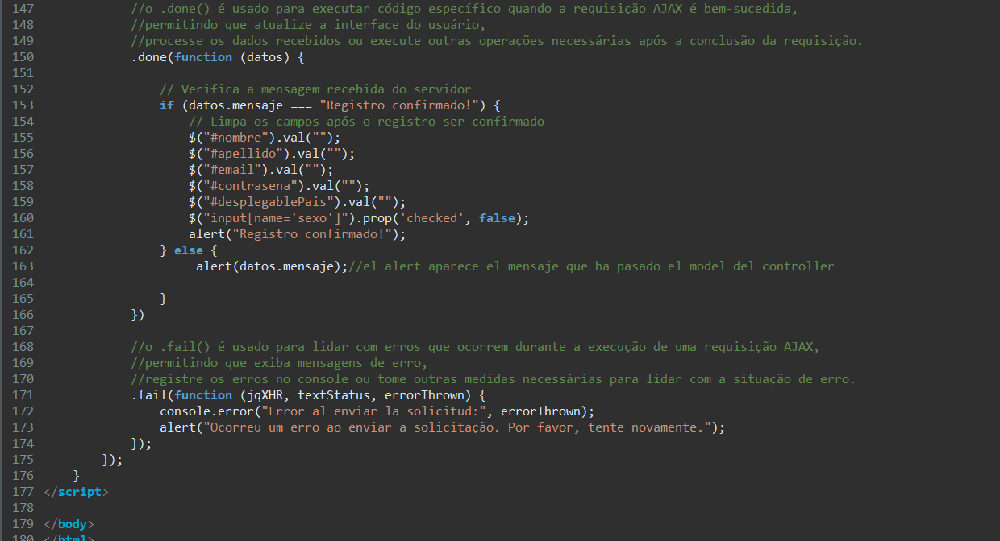 147 //o .done() é usado para executar código específico quando a requisição AJAX é bem-sucedida,
148 //permitindo que atualize a interface do usuário,
149 //processe os dados recebidos ou execute outras operações necessárias após a conclusão da requisição.
150 .done(function (datos) {
151
152 // Verifica a mensagem recebida do servidor
153 if (datos.mensaje === "Registro confirmado!") {
154 // Limpa os campos após o registro ser confirmado
155 $("#nombre").val("");
156 $("#apellido").val("");
157 $("#email").val("");
158 $("#contrasena").val("");
159 $("#desplegablePais").val("");
160 $("input[name='sexo']").prop('checked', false);
161 alert("Registro confirmado!");
162 } else {
163 alert(datos.mensaje);//el alert aparece el mensaje que ha pasado el model del controller
164
165 }
166 })
167
168 //o .fail() é usado para lidar com erros que ocorrem durante a execução de uma requisição AJAX,
169 //permitindo que exiba mensagens de erro,
170 //registre os erros no console ou tome outras medidas necessárias para lidar com a situação de erro.
171 .fail(function (jqXHR, textStatus, errorThrown) {
172 console.error("Error al enviar la solicitud:", errorThrown);
173 alert("Ocorreu um erro ao enviar a solicitação. Por favor, tente novamente.");
174 });
175 });
176 }
177 </script>
178
179 </body>
180 </html>